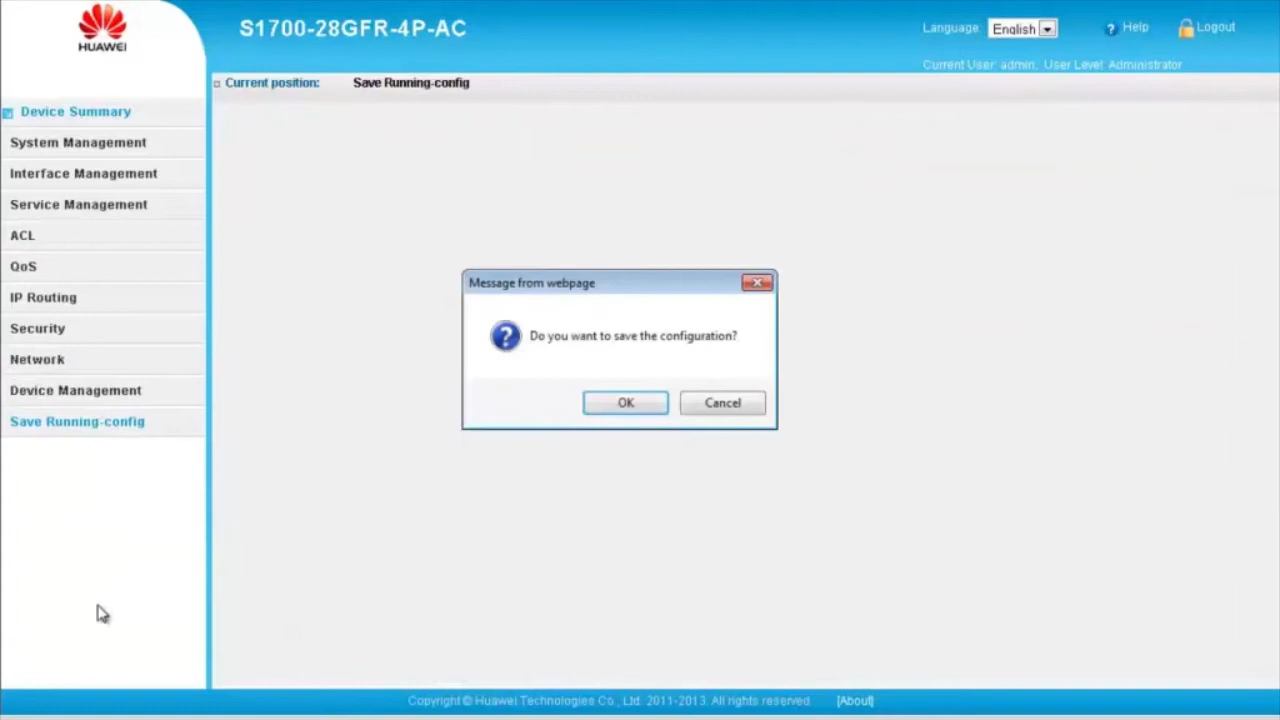 HUAWEI
S1700-28GFR-4P-AC
Language: English
Help
Logout
Current User: admin, User Level: Administrator
Current position: Save Running-config
Device Summary
System Management
Interface Management
Service Management
ACL
QoS
IP Routing
Security
Network
Device Management
Save Running-config
Message from webpage
Do you want to save the configuration?
OK Cancel
Copyright © Huawei Technologies Co., Ltd. 2011-2013. All rights reserved. [About]